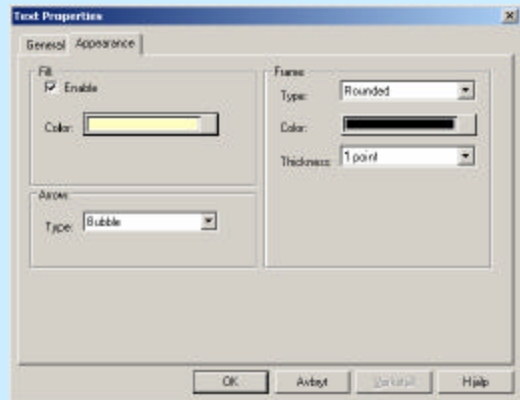 Text Properties
General
Appearance
Fill
Enable
Color:
Arrow
Type: Bubble
Frame
Type: Rounded
Color:
Thickness: 1 point
OK
Avbryt
Verkställ
Hjälp